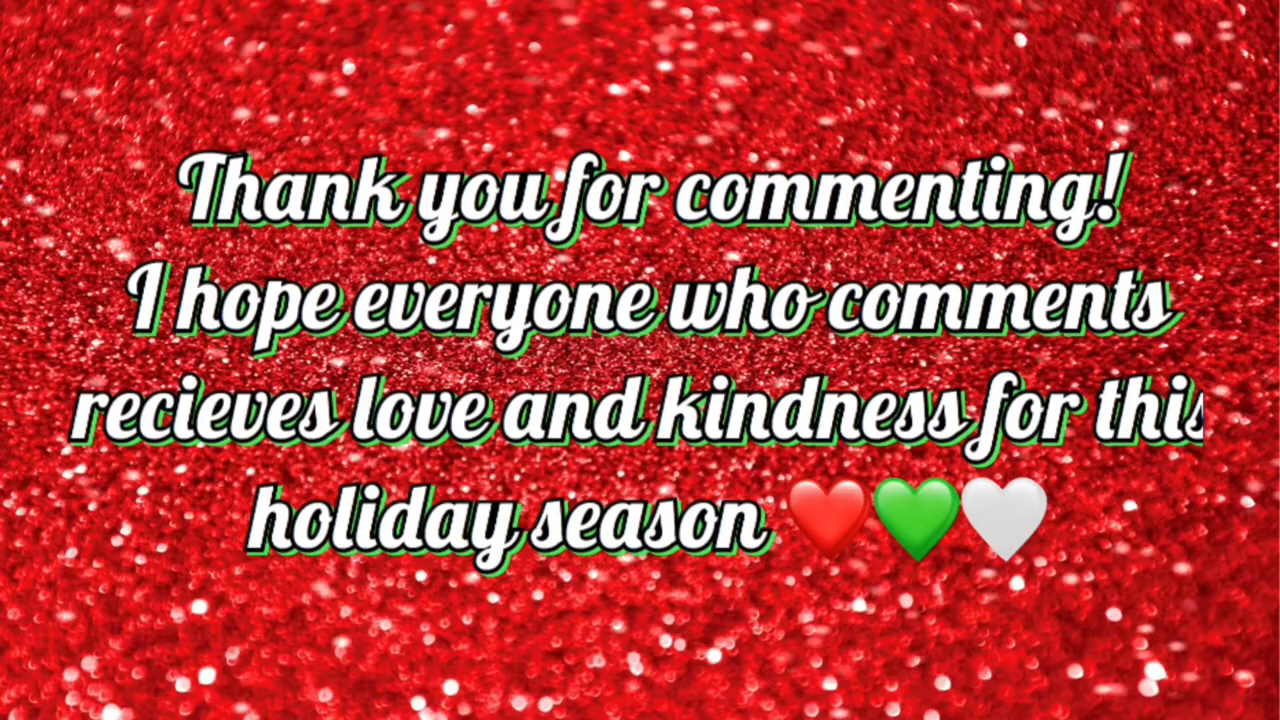 Thank you for commenting!
I hope everyone who comments
recieves love and kindness for this
holiday season ❤️💚🤍